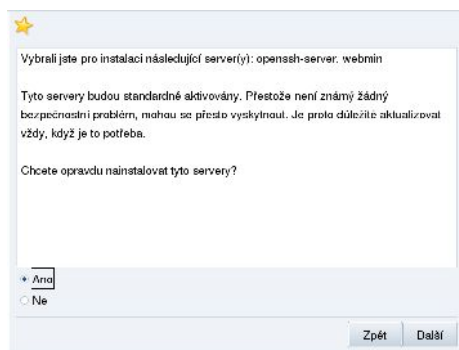 Vybrali jste pro instalaci následující server(y): openssh-server, webmin
Tyto servery budou standardně aktivovány. Přestože není známý žádný
bezpečnostní problém, mohou se přesto vyskytnout. Je proto důležité aktualizovat
vždy, když je to potřeba.
Chcete opravdu nainstalovat tyto servery?
Ano
Ne
Zpět
Další